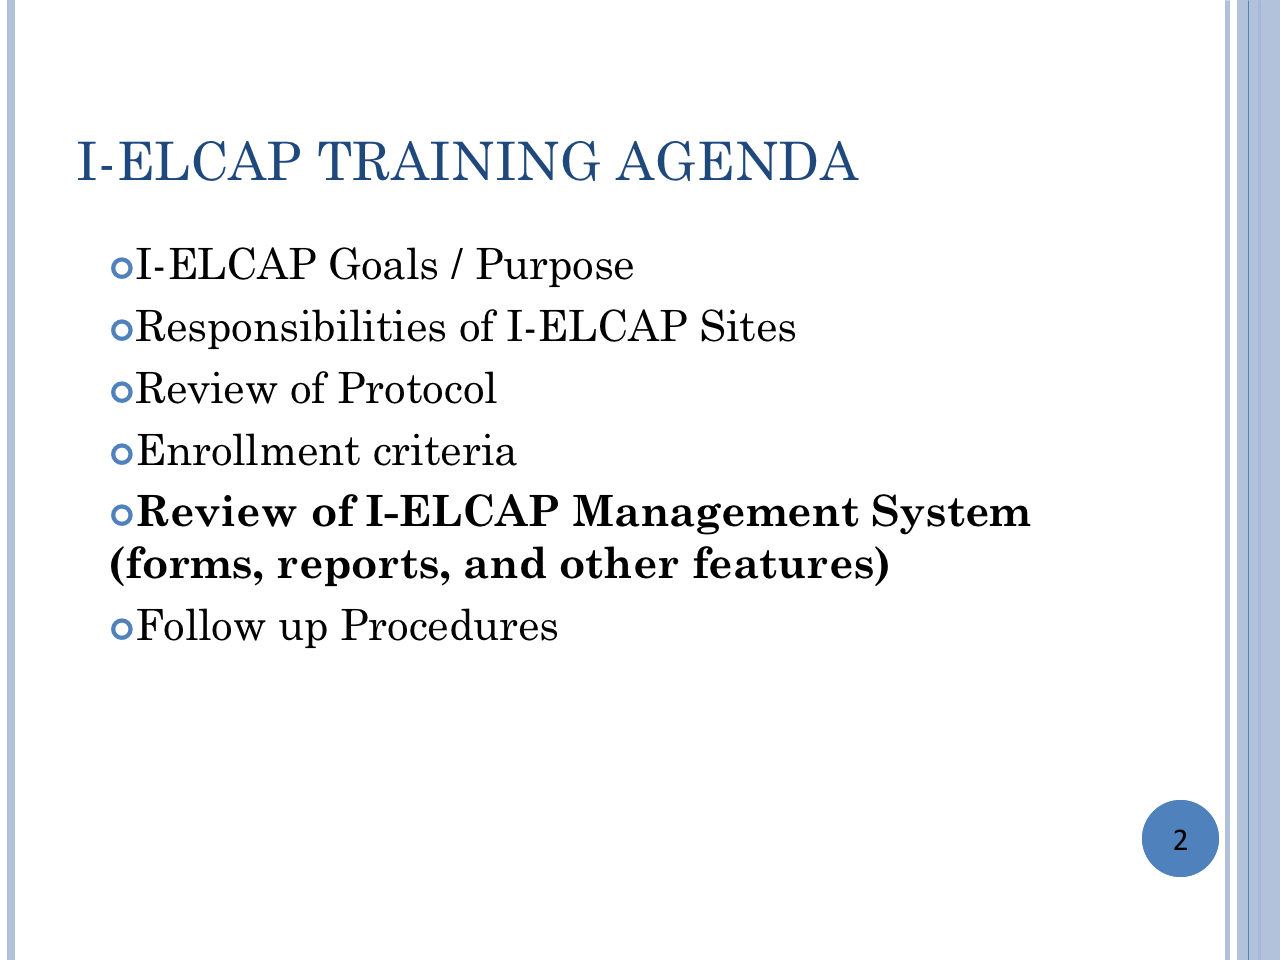 I-ELCAP TRAINING AGENDA
I-ELCAP Goals / Purpose
Responsibilities of I-ELCAP Sites
Review of Protocol
Enrollment criteria
Review of I-ELCAP Management System
(forms, reports, and other features)
Follow up Procedures
2